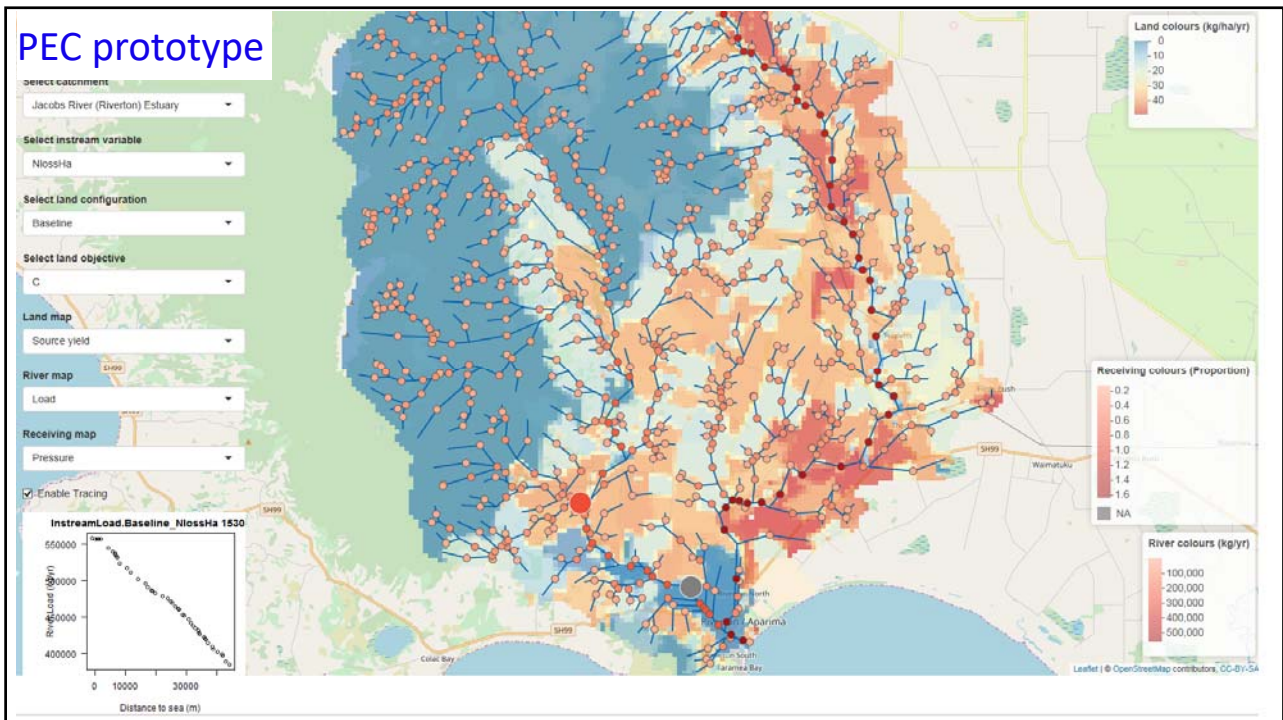 PEC prototype
Select catchment
Jacobs River (Riverton) Estuary
Select instream variable
NlossHa
Select land configuration
Baseline
Select land objective
C
Land map
Source yield
River map
Load
Receiving map
Pressure
Enable Tracing
InstreamLoad.Baseline_NlossHa 1530
550000
400000
0
10000
30000
Distance to sea (m)
SH99
SH99
SH99
Colac Bay
Aparima
Taramea Bay
SH99
Waimatuku
Land colours (kg/ha/yr)
0
10
20
30
40
Receiving colours (Proportion)
0.2
0.4
0.6
0.8
1.0
1.2
1.4
1.6
NA
River colours (kg/yr)
100,000
200,000
300,000
400,000
500,000
Leaflet | © OpenStreetMap contributors, CC-BY-SA